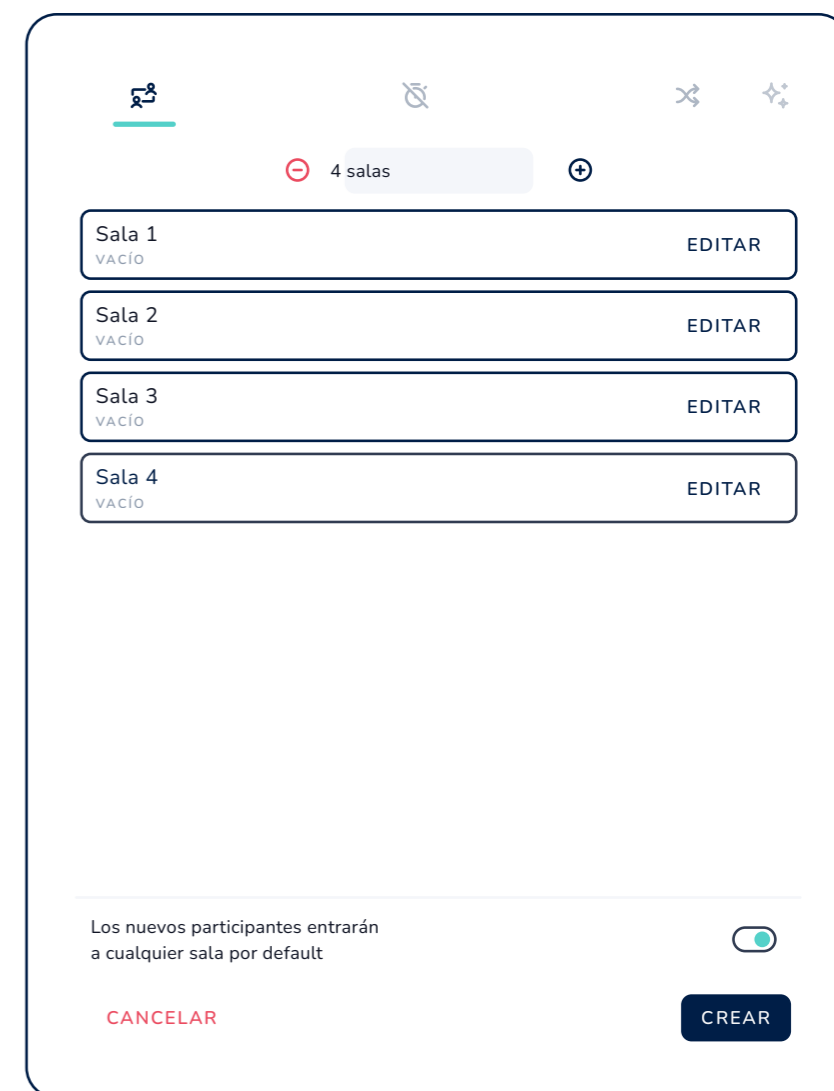 4 salas
Sala 1
EDITAR
VACÍO
Sala 2
EDITAR
VACÍO
Sala 3
EDITAR
VACÍO
Sala 4
EDITAR
VACÍO
Los nuevos participantes entrarán
a cualquier sala por default
CANCELAR
CREAR